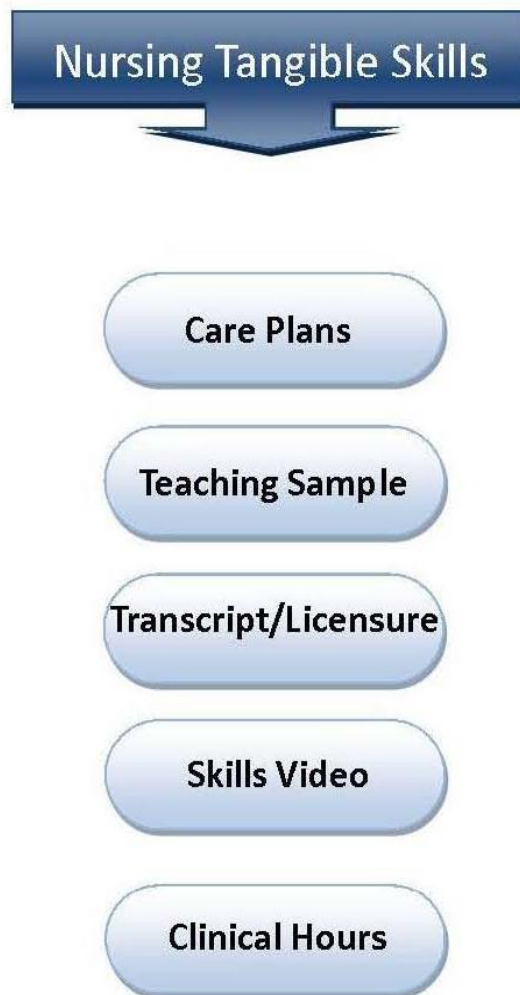 Nursing Tangible Skills
Care Plans
Teaching Sample
Transcript/Licensure
Skills Video
Clinical Hours